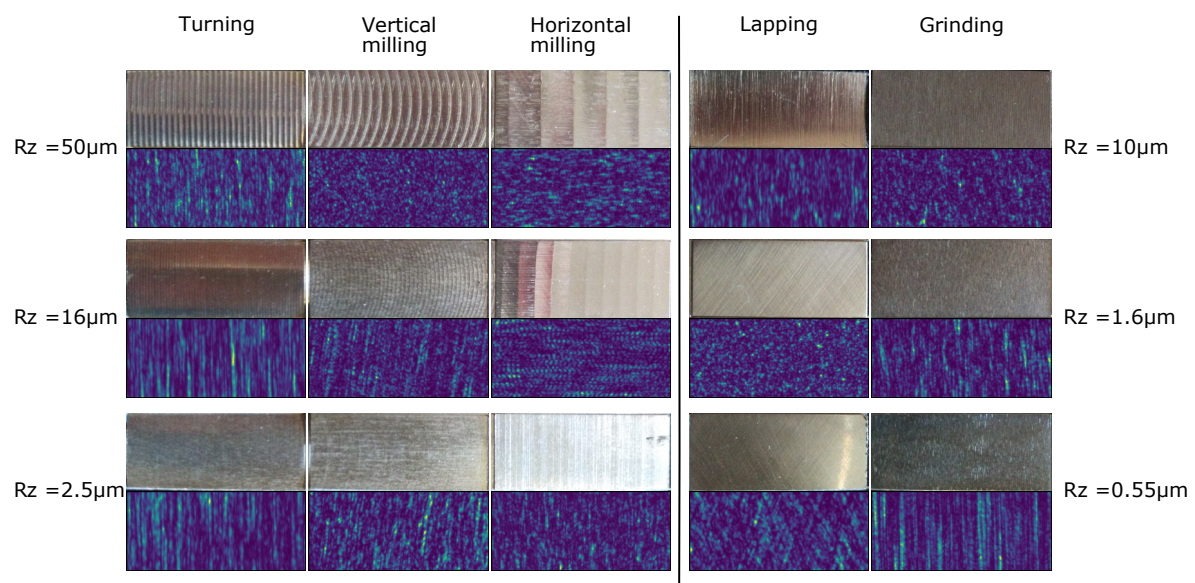 Turning
Vertical
milling
Horizontal
milling
Lapping
Grinding
Rz =50μm
Rz =10μm
Rz =16μm
Rz =1.6μm
Rz =2.5μm
Rz =0.55μm